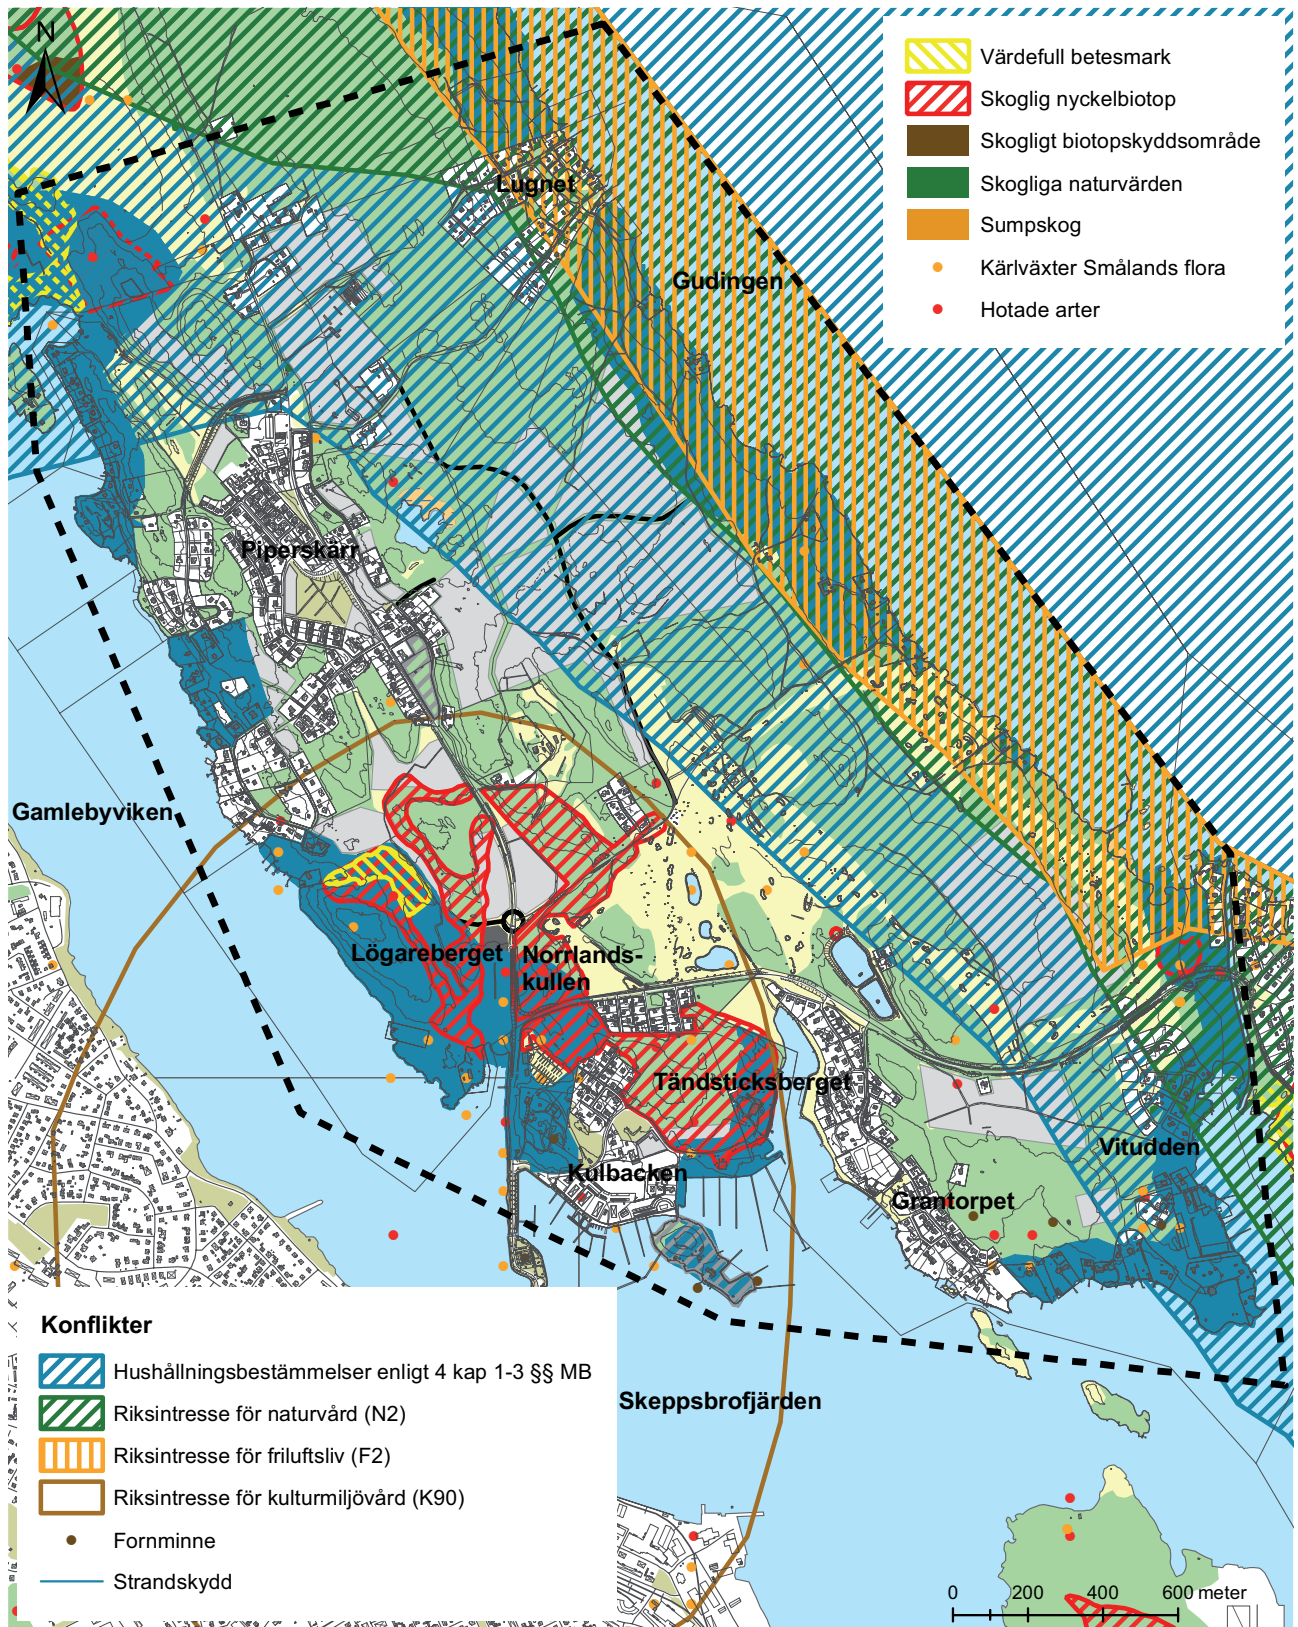 N
Värdefull betesmark
Skoglig nyckelbiotop
Skogligt biotopskyddsområde
Skogliga naturvärden
Sumpskog
Kärlväxter Smålands flora
Hotade arter
Lugnet
Gudingen
Piperskärr
Gamlebyviken
Lögareberget
Norrlands-
kullen
Tändsticksberget
Kulbacken
Vitudden
Grantorpet
Skeppsbrofjärden
Konflikter
Hushållningsbestämmelser enligt 4 kap 1-3 §§ MB
Riksintresse för naturvård (N2)
Riksintresse för friluftsliv (F2)
Riksintresse för kulturmiljövård (K90)
Fornminne
Strandskydd
0 200 400 600 meter